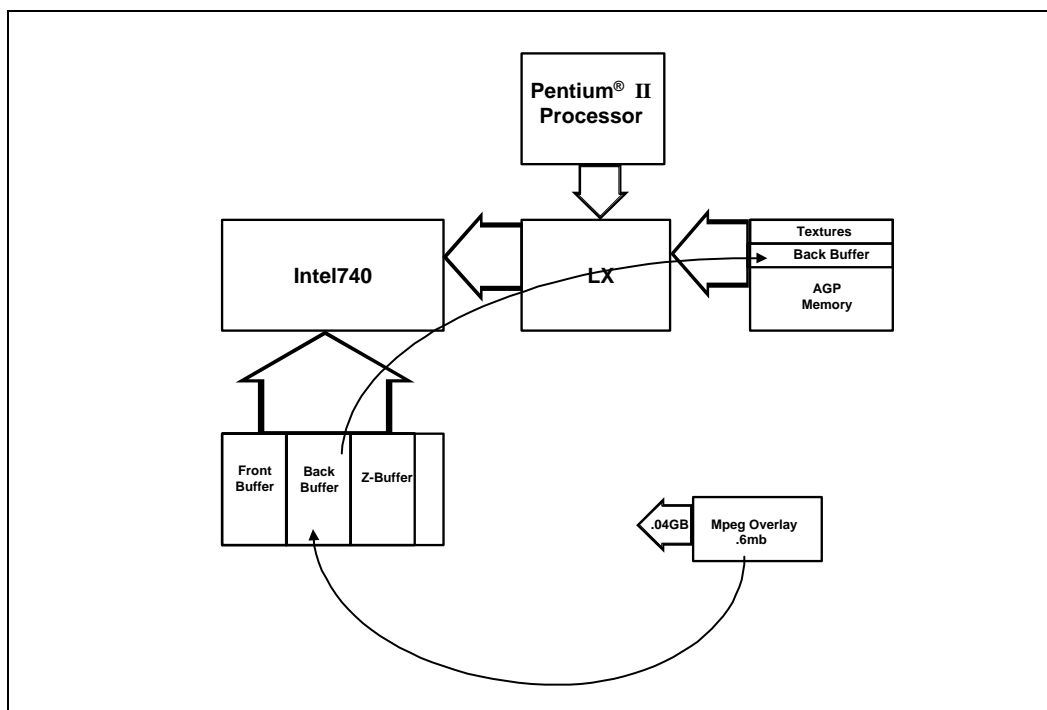 Pentium® II
Processor
Intel740
LX
Textures
Back Buffer
AGP
Memory
Front
Buffer
Back
Buffer
Z-Buffer
.04GB
Mpeg Overlay
.6mb